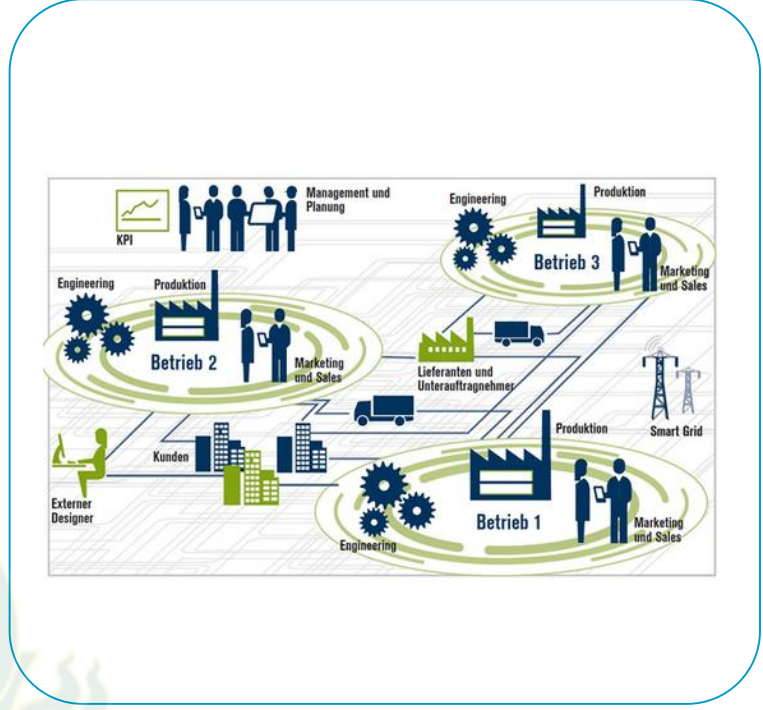 Management und
Planung
KPI
Engineering
Produktion
Betrieb 3
Marketing
und Sales
Engineering
Produktion
Betrieb 2
Marketing
und Sales
Lieferanten und
Unterauftragnehmer
Smart Grid
Kunden
Externer
Designer
Produktion
Betrieb 1
Engineering
Marketing
und Sales